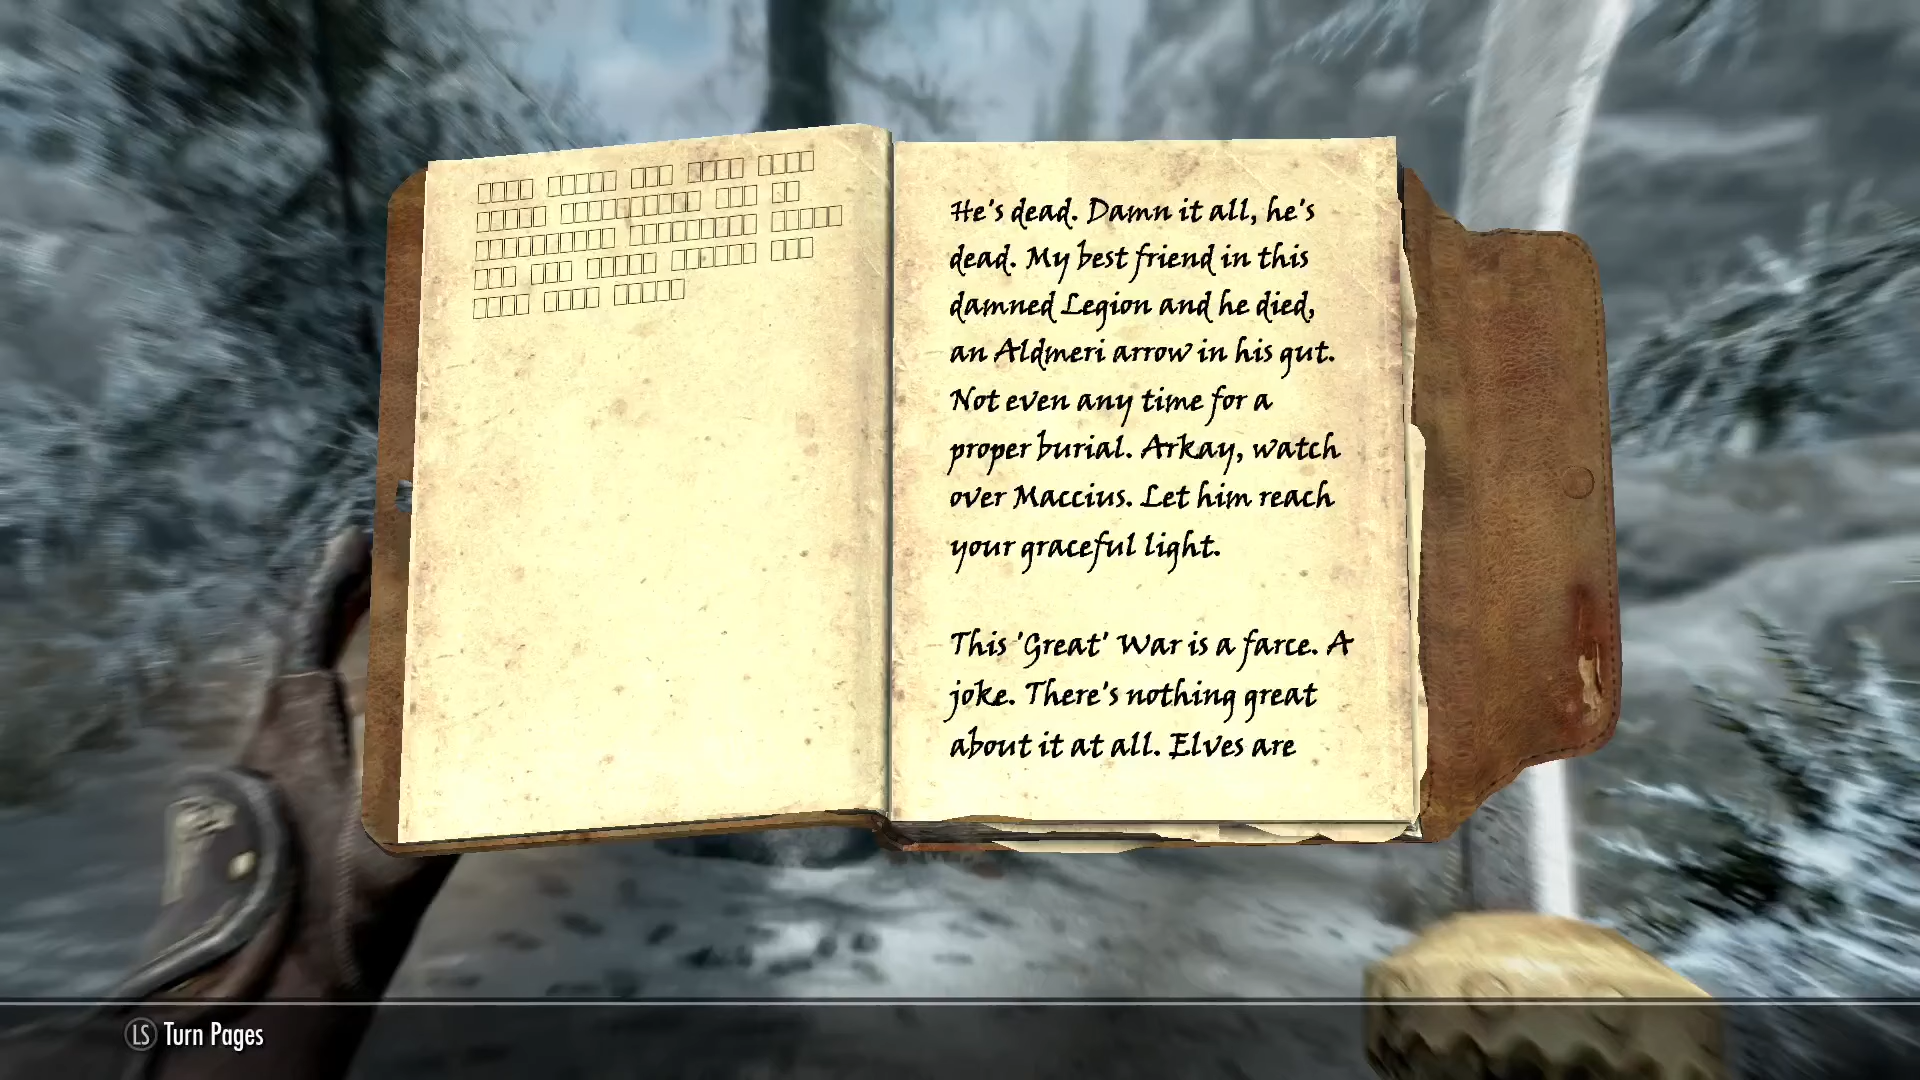 He's dead. Damn it all, he's
dead. My best friend in this
damned Legion and he died,
an Aldmeri arrow in his gut.
Not even any time for a
proper burial. Arkay, watch
over Maccius. Let him reach
your graceful light.
This 'Great' War is a farce. A
joke. There's nothing great
about it at all. Elves are
LS Turn Pages